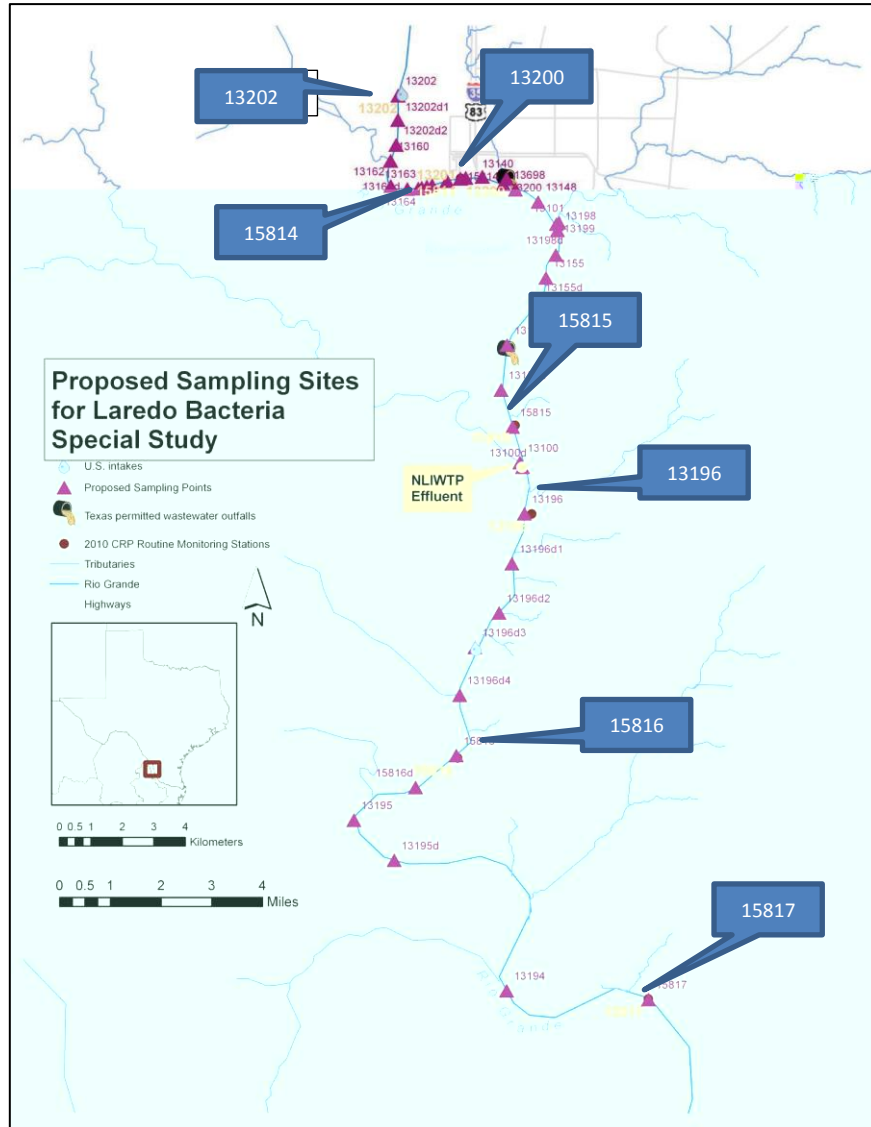 13202
13200
13202
13202
83
13202d1
13202d2
13160
13162
13163
13140
13698
13164
13200
13148
Grande
15814
13101
13198
13199
13198d
13155
13155d
15815
Proposed Sampling Sites
for Laredo Bacteria
Special Study
U.S. intakes
Proposed Sampling Points
Texas permitted wastewater outfalls
2010 CRP Routine Monitoring Stations
Tributaries
Rio Grande
Highways
N
15815
13100
13100d
NLIWTP
Effluent
13196
13196
13196d1
13196d2
13196d3
13196d4
15816
15816d
13195
13195d
0 0.5 1 2 3 4
Kilometers
0 0.5 1 2 3 4
Miles
15817
13194
15817
Rio Grande